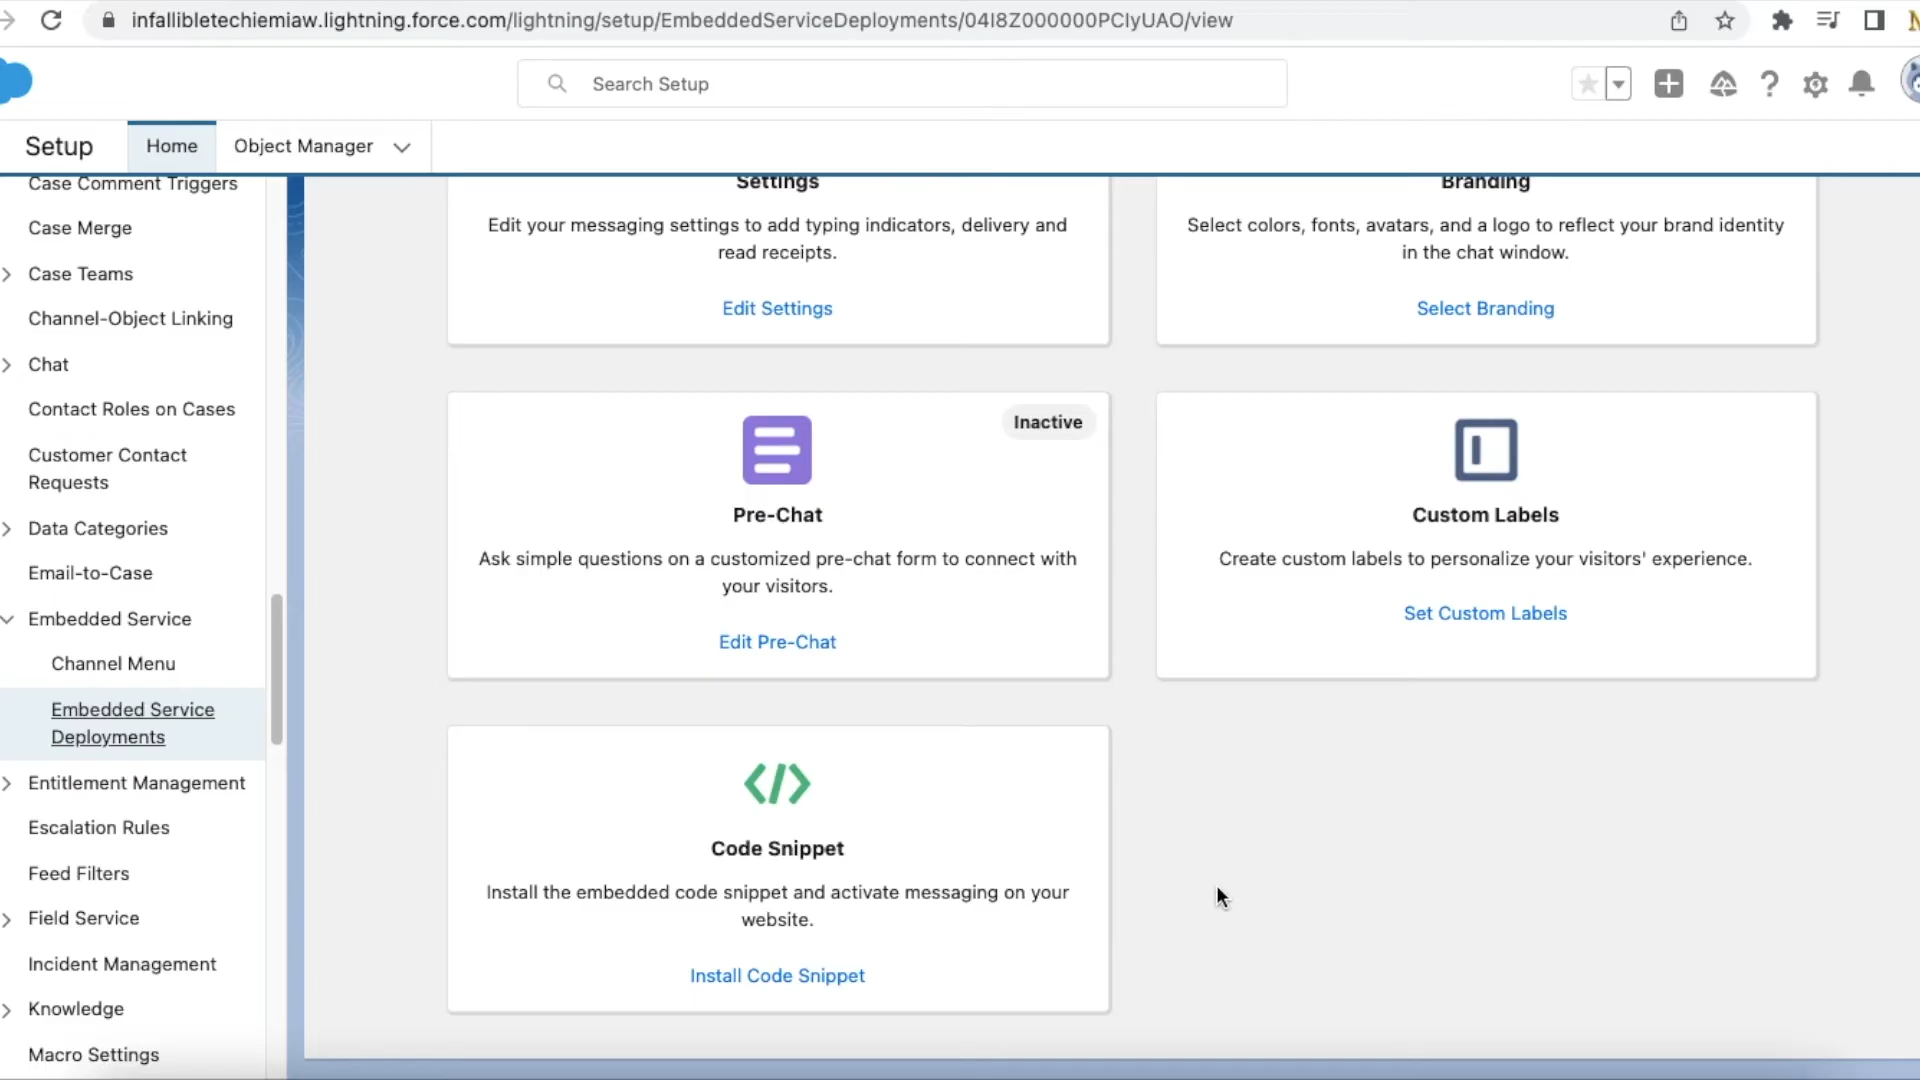 infallibletechiemiaw.lightning.force.com/lightning/setup/EmbeddedServiceDeployments/04I8Z000000PCIyUAO/view
Search Setup
Setup
Home
Object Manager
Case Comment Triggers
Case Merge
Case Teams
Channel-Object Linking
Chat
Contact Roles on Cases
Customer Contact
Requests
Data Categories
Email-to-Case
Embedded Service
Channel Menu
Embedded Service
Deployments
Entitlement Management
Escalation Rules
Feed Filters
Field Service
Incident Management
Knowledge
Macro Settings
Settings
Edit your messaging settings to add typing indicators, delivery and
read receipts.
Edit Settings
Branding
Select colors, fonts, avatars, and a logo to reflect your brand identity
in the chat window.
Select Branding
Inactive
Pre-Chat
Ask simple questions on a customized pre-chat form to connect with
your visitors.
Edit Pre-Chat
Custom Labels
Create custom labels to personalize your visitors' experience.
Set Custom Labels
Code Snippet
Install the embedded code snippet and activate messaging on your
website.
Install Code Snippet